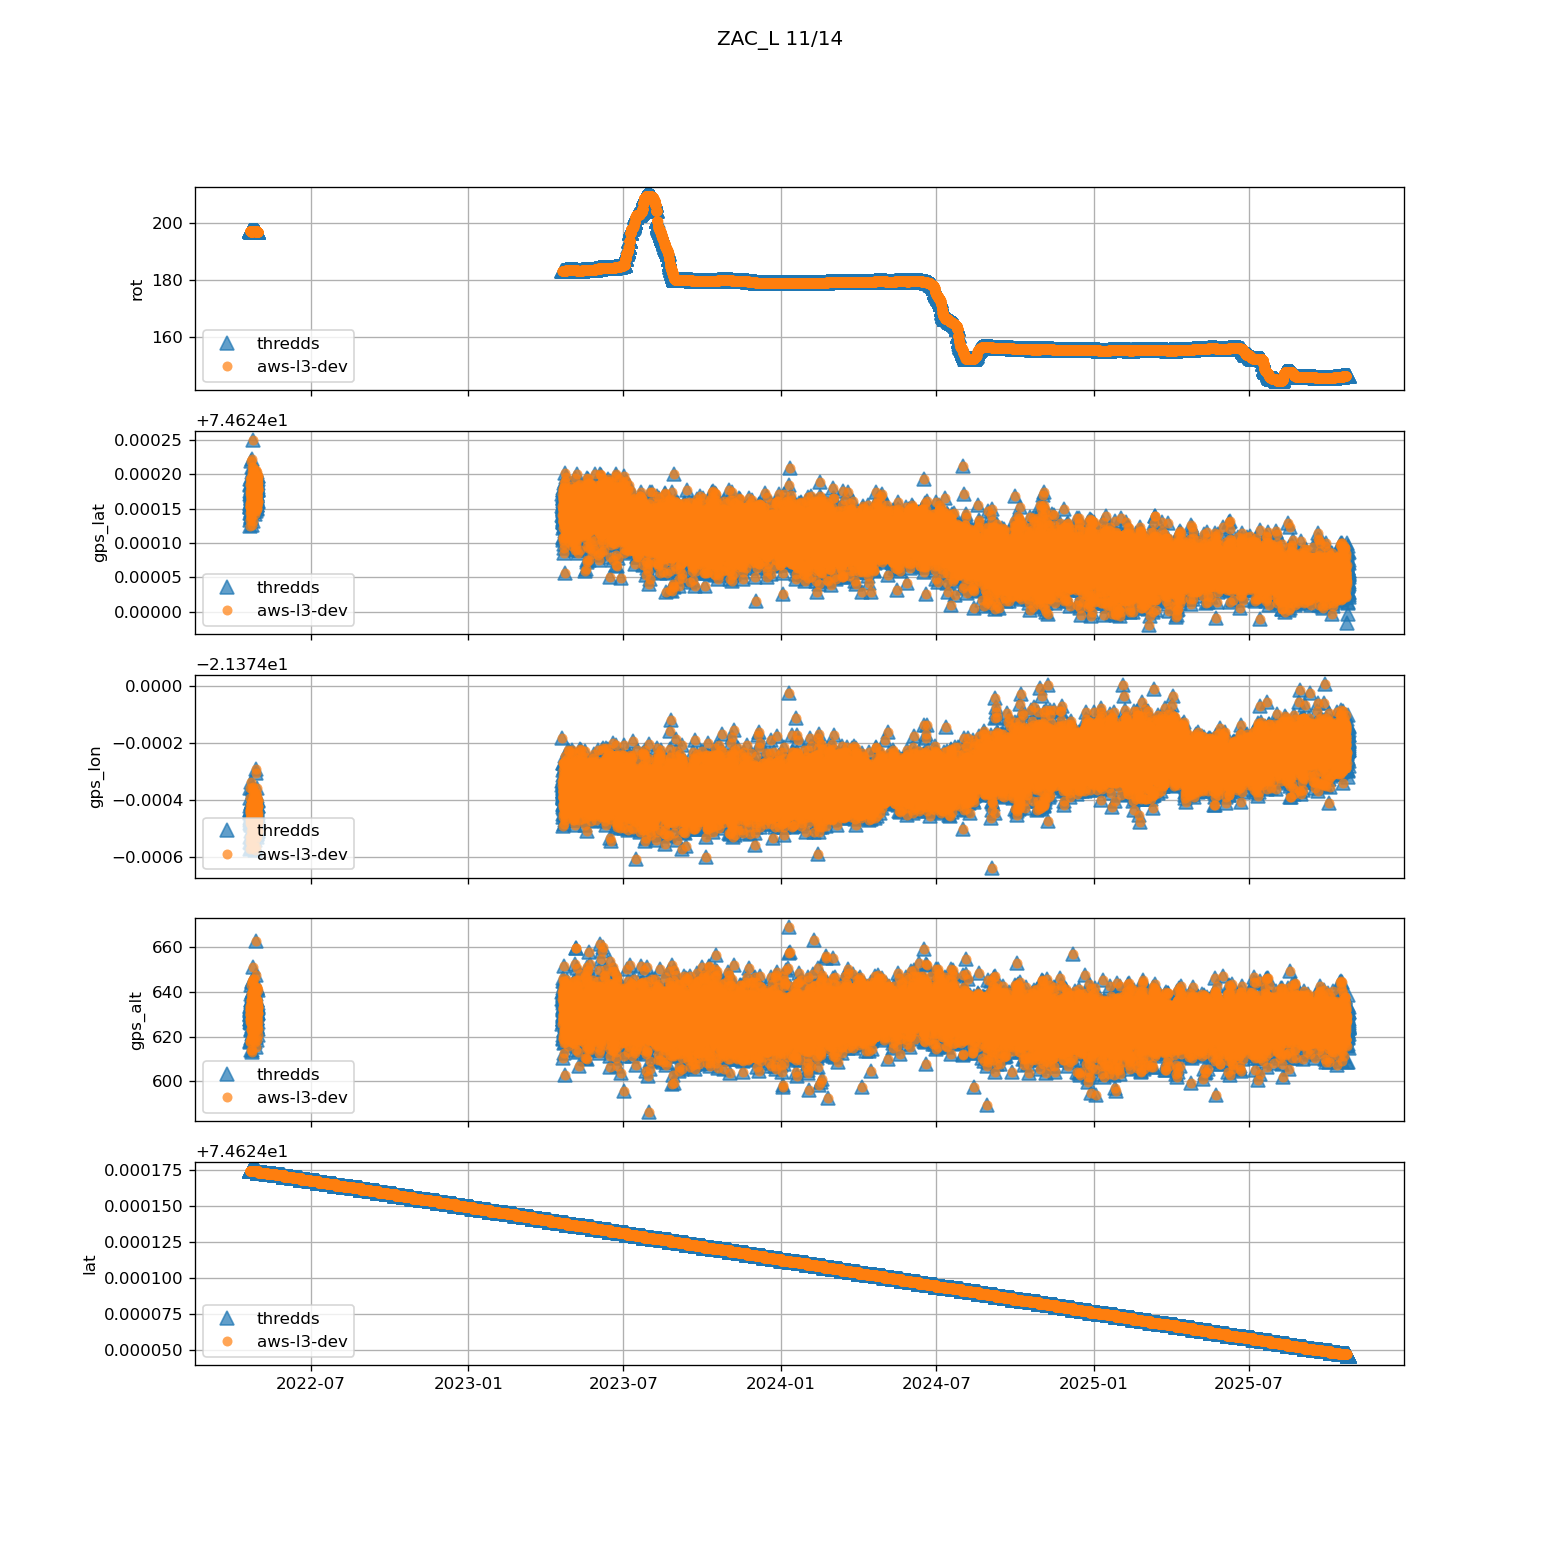 ZAC_L 11/14
200
180
160
rot
thredds
aws-l3-dev
+7.4624e1
0.00025
0.00020
0.00015
0.00010
0.00005
0.00000
gps_lat
thredds
aws-l3-dev
−2.1374e1
0.0000
−0.0002
−0.0004
−0.0006
gps_lon
thredds
aws-l3-dev
660
640
620
600
gps_alt
thredds
aws-l3-dev
+7.4624e1
0.000175
0.000150
0.000125
0.000100
0.000075
0.000050
lat
thredds
aws-l3-dev
2022-07 2023-01 2023-07 2024-01 2024-07 2025-01 2025-07